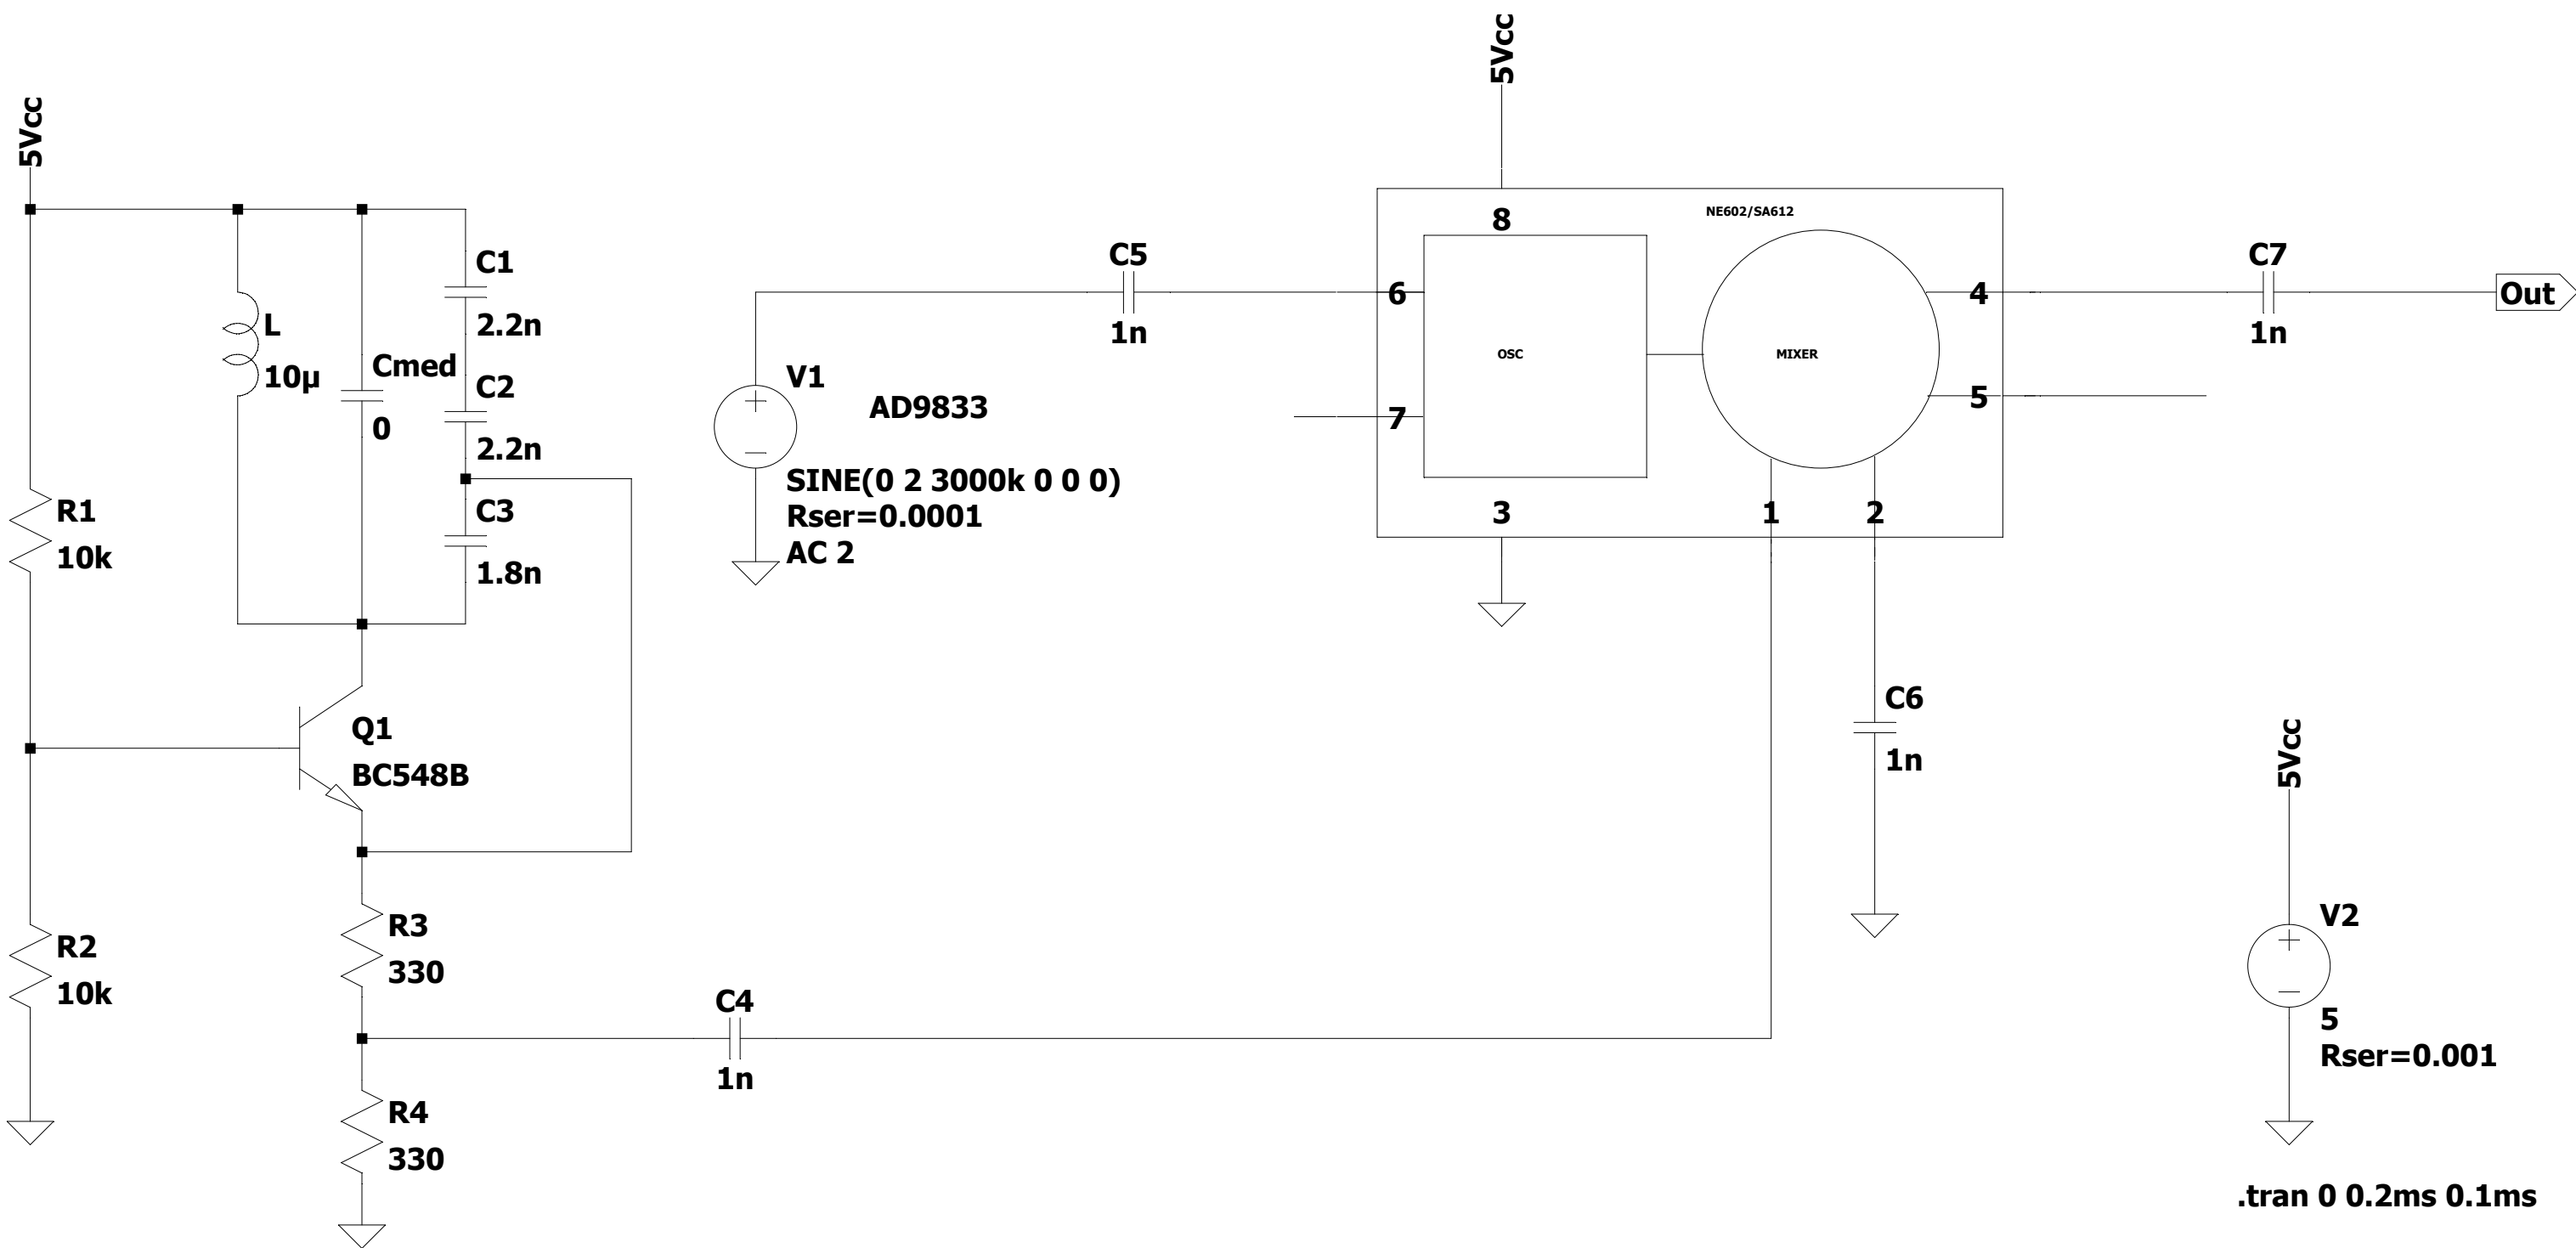 5Vcc
5Vcc
NE602/SA612
8
C1
2.2n
C5
1n
6
4
C7
1n
Out
L
10µ
Cmed
0
C2
2.2n
V1
AD9833
OSC
MIXER
7
5
SINE(0 2 3000k 0 0 0)
Rser=0.0001
AC 2
R1
10k
C3
1.8n
3
1
2
Q1
BC548B
C6
1n
5Vcc
R2
10k
R3
330
V2
5
Rser=0.001
C4
1n
R4
330
.tran 0 0.2ms 0.1ms